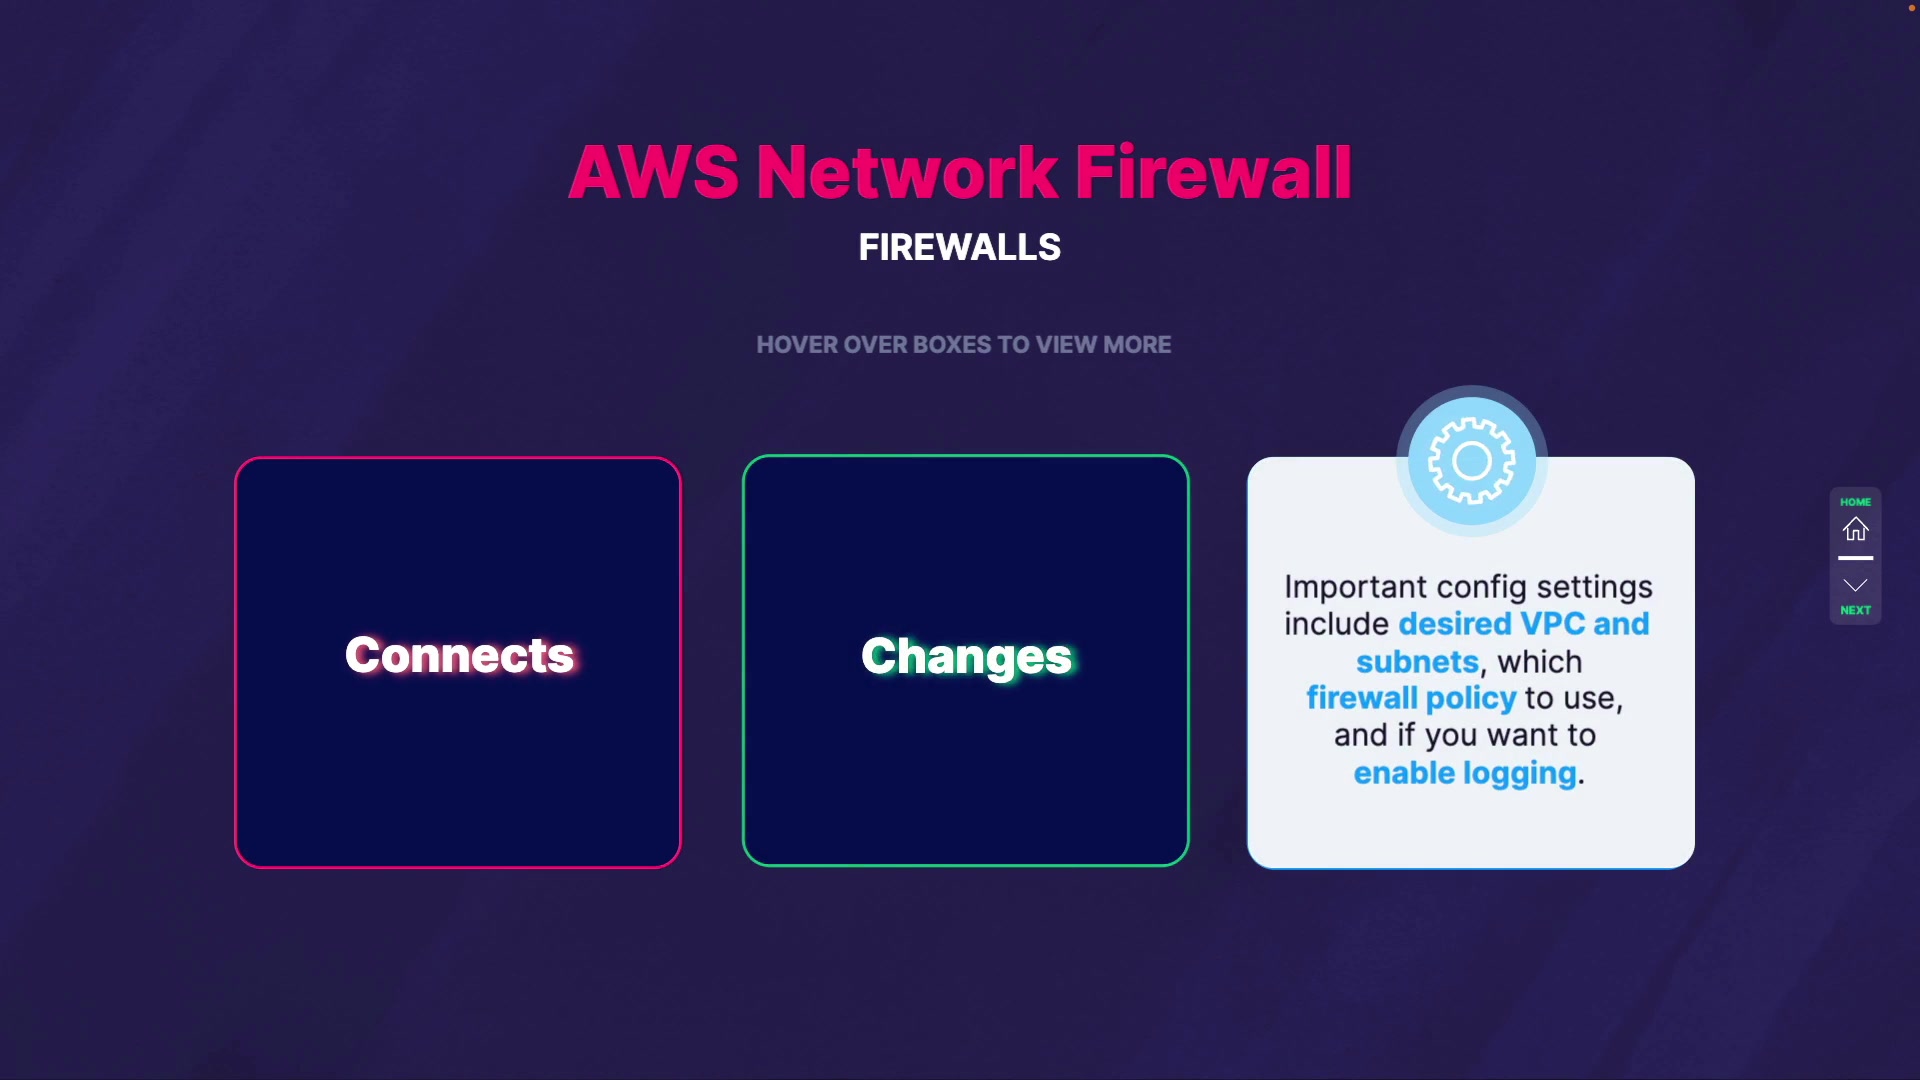 AWS Network Firewall
FIREWALLS
HOVER OVER BOXES TO VIEW MORE
Connects
Changes
Important config settings
include desired VPC and
subnets, which
firewall policy to use,
and if you want to
enable logging.
HOME
NEXT